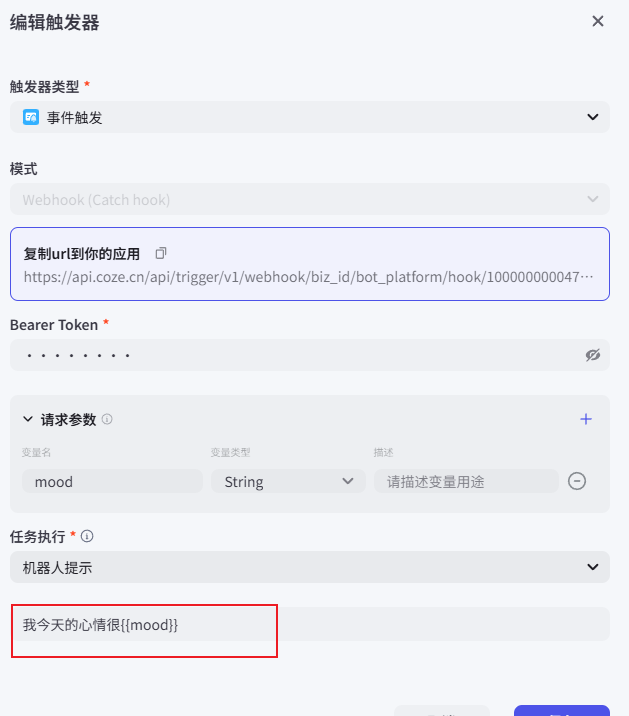 编辑触发器
触发器类型 *
事件触发
模式
Webhook (Catch hook)
复制url到你的应用
https://api.coze.cn/api/trigger/v1/webhook/biz_id/bot_platform/hook/100000000047···
Bearer Token *
• • • • • • • •
请求参数
变量名 变量类型 描述
mood String 请描述变量用途
任务执行 *
机器人提示
我今天的心情很{{mood}}